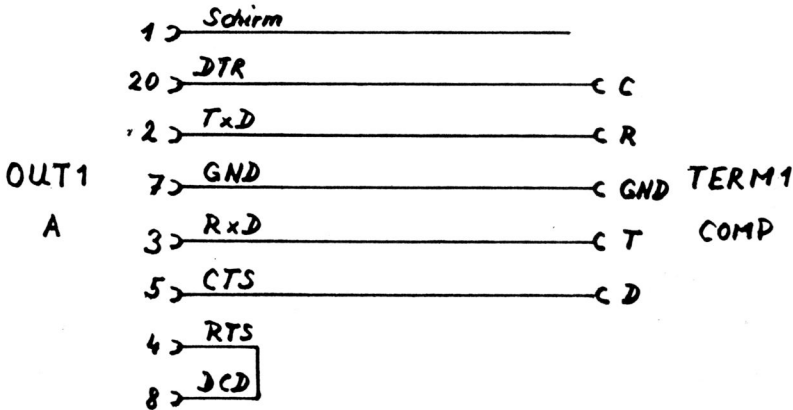 1 Schirm
20 DTR C
2 TxD R
OUT1 7 GND GND TERM1
A 3 RxD T COMP
5 CTS D
4 RTS
8 DCD